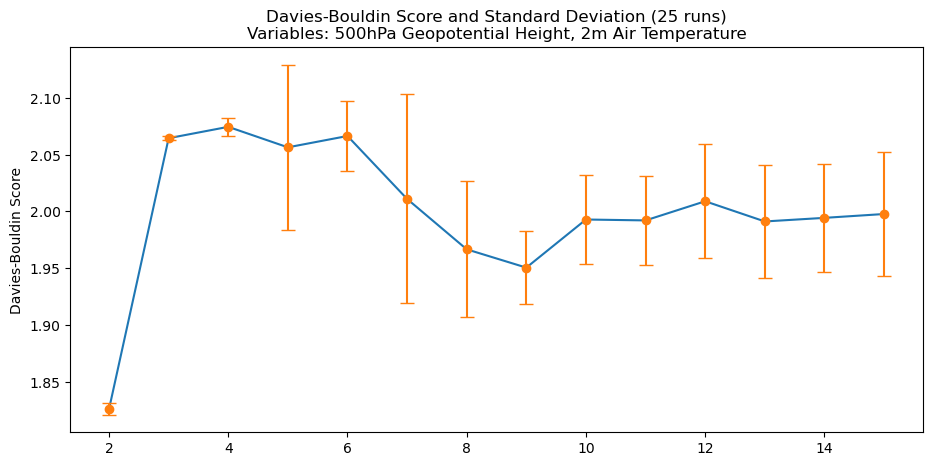 Davies-Bouldin Score and Standard Deviation (25 runs)
Variables: 500hPa Geopotential Height, 2m Air Temperature
Davies-Bouldin Score
2.10
2.05
2.00
1.95
1.90
1.85
2 4 6 8 10 12 14